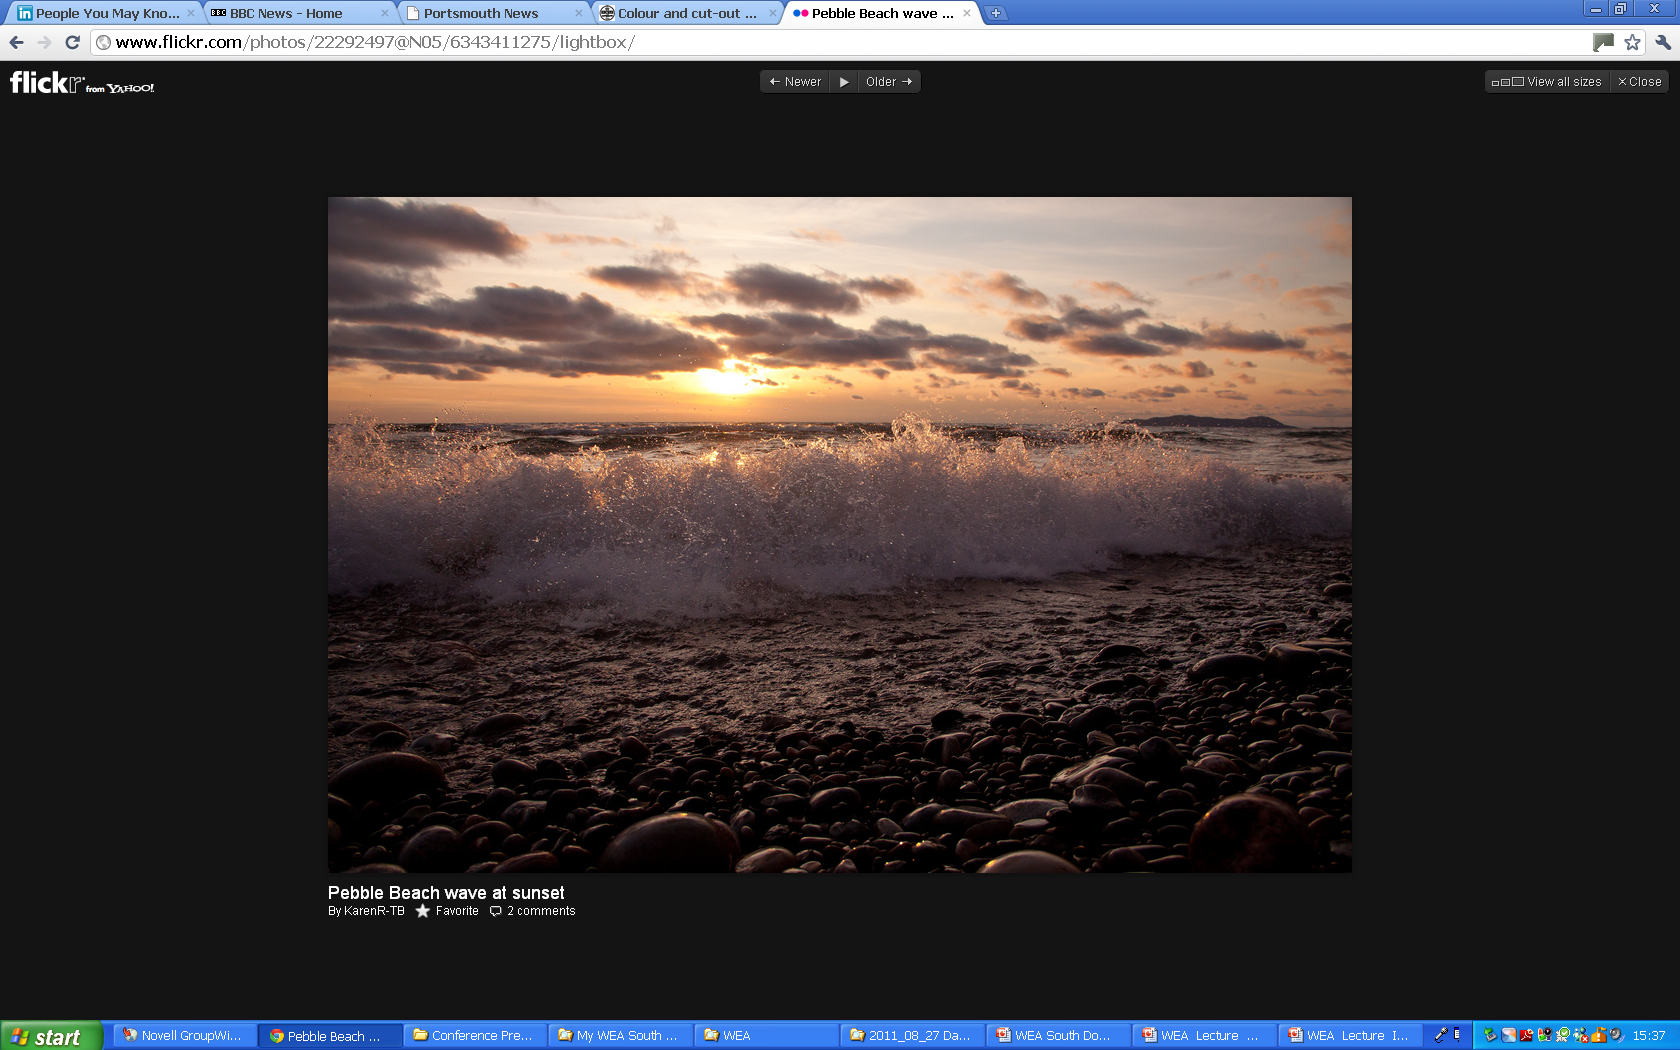 People You May Kno...
BBC News - Home
Portsmouth News
Colour and cut-out ...
Pebble Beach wave ...
www.flickr.com/photos/22292497@N05/6343411275/lightbox/
flickr from YAHOO!
← Newer
Older →
View all sizes
Close
Pebble Beach wave at sunset
By KarenR-TB Favorite 2 comments
start
Novell GroupWi...
Pebble Beach ...
Conference Pre...
My WEA South ...
WEA
2011_08_27 Da...
WEA South Do...
WEA Lecture ...
WEA Lecture I...
15:37